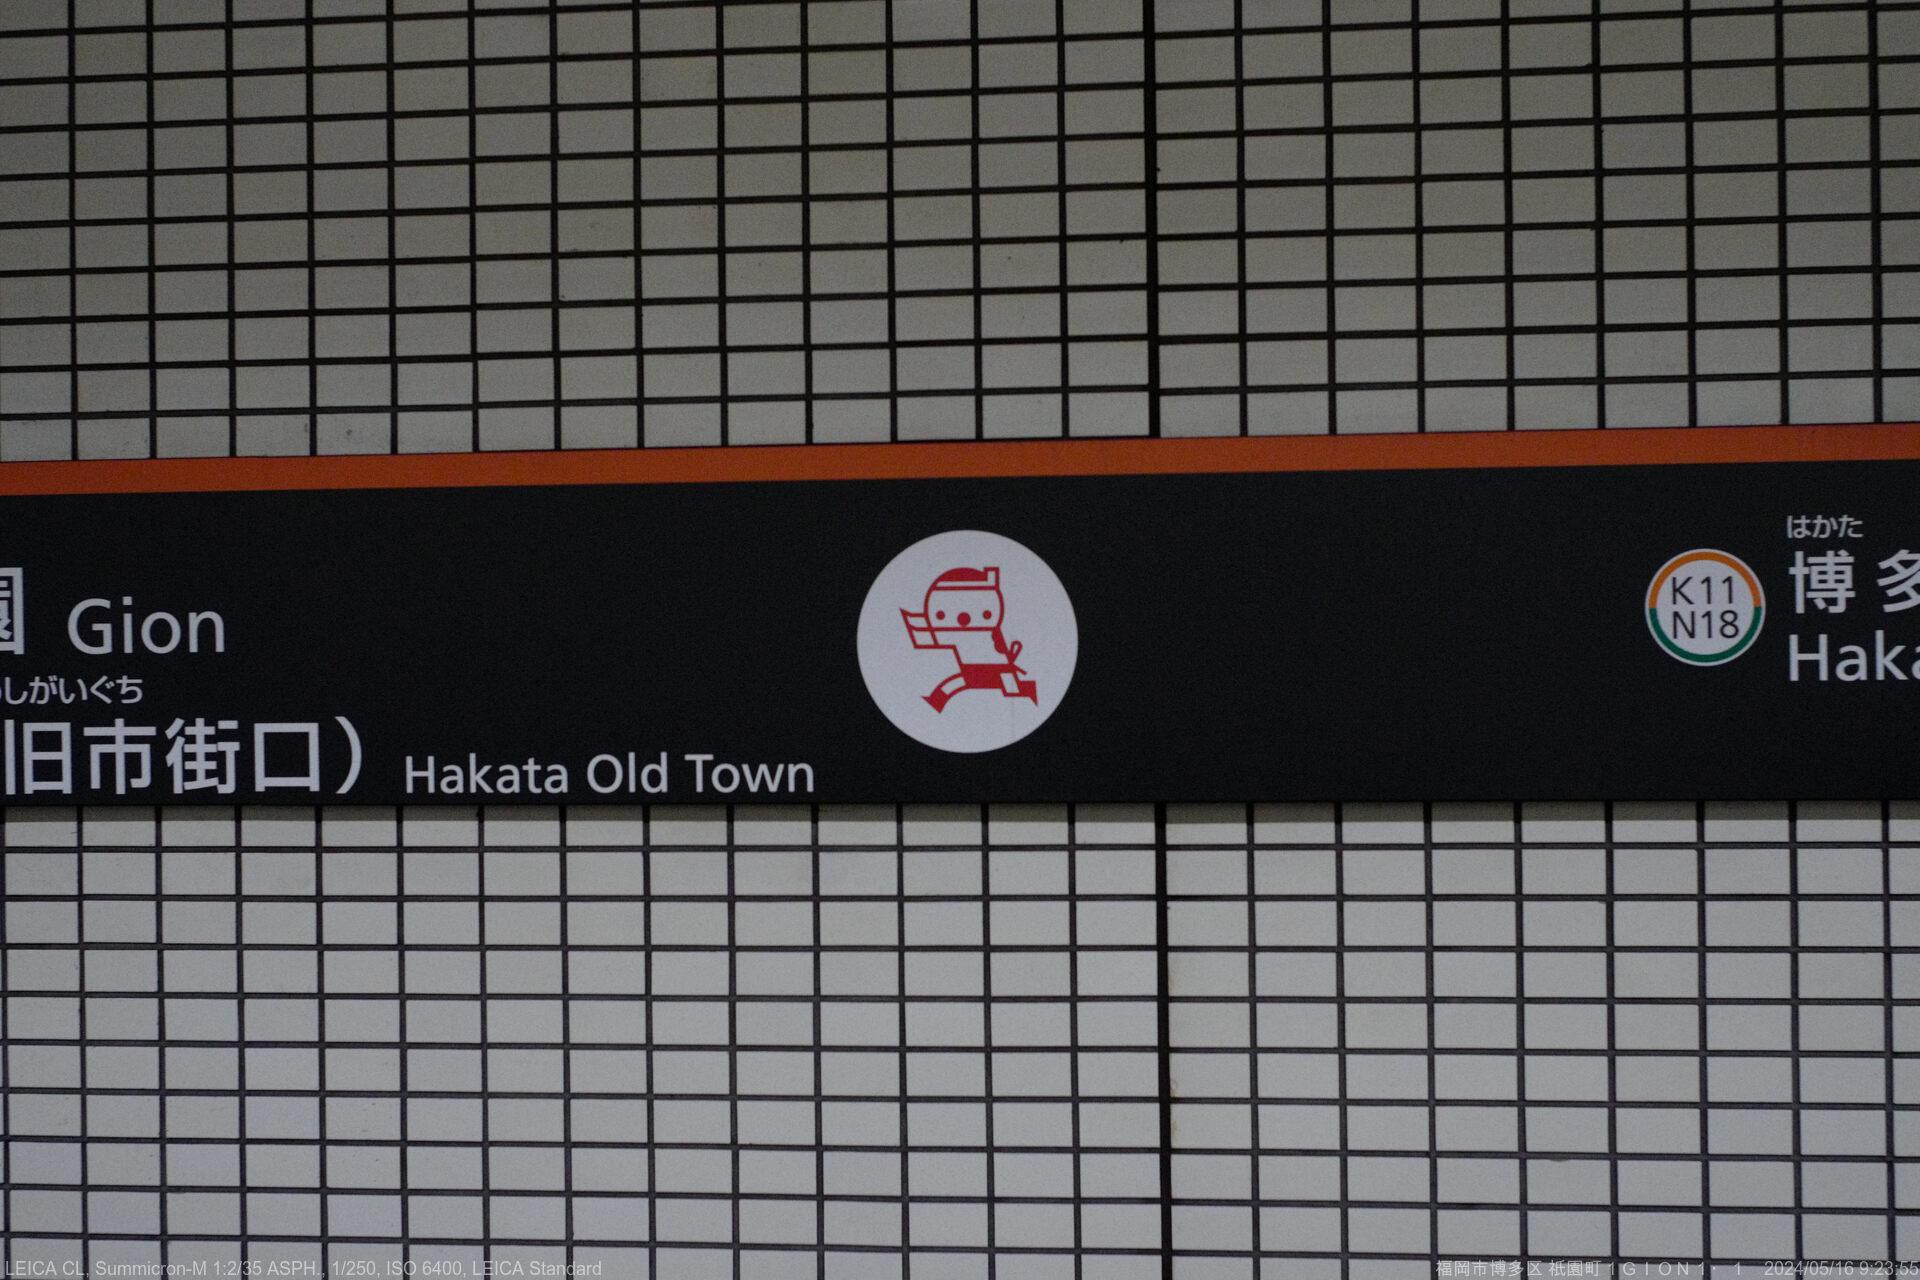 園 Gion
しがいぐち
旧市街口) Hakata Old Town
K11
N18
はかた
博多
Haka
LEICA CL, Summicron-M 1:2/35 ASPH., 1/250, ISO 6400, LEICA Standard
福岡市博多区 祇園町 1 G I O N 1・ 1 2024/05/16 9:23:55